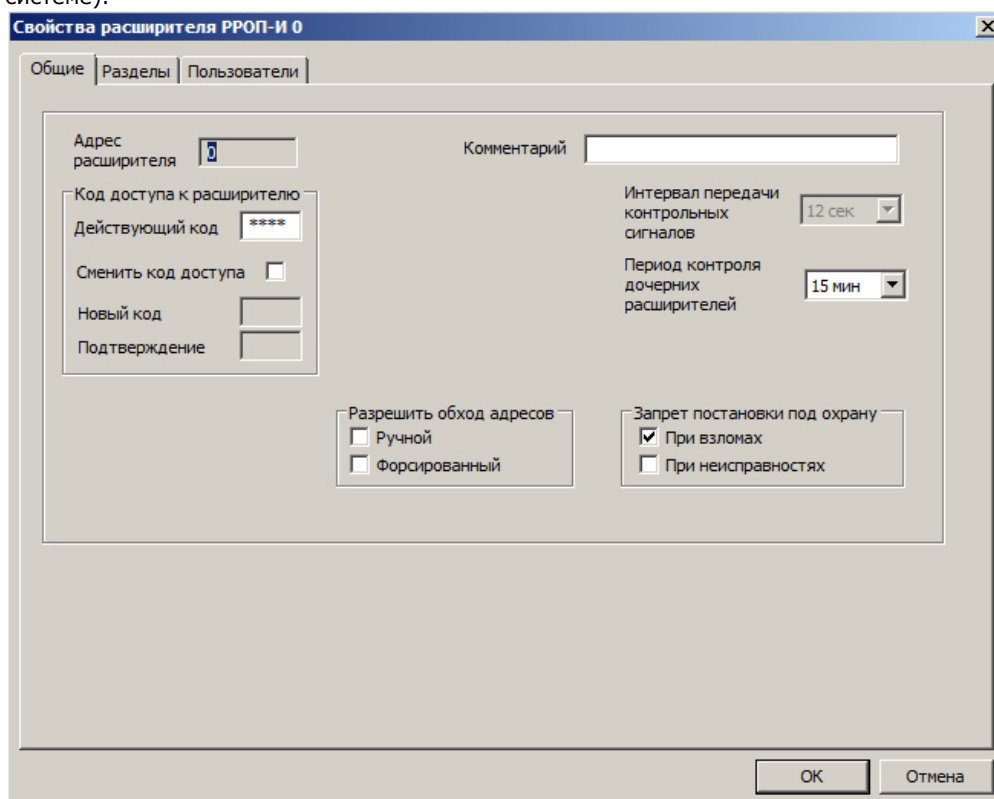 системе).
Свойства расширителя РРОП-И 0
Общие Разделы Пользователи
Адрес
расширителя 0
Комментарий
Код доступа к расширителю
Действующий код ****
Сменить код доступа
Новый код
Подтверждение
Интервал передачи
контрольных
сигналов
12 сек
Период контроля
дочерних
расширителей
15 мин
Разрешить обход адресов
Ручной
Форсированный
Запрет постановки под охрану
При взломах
При неисправностях
ОК Отмена